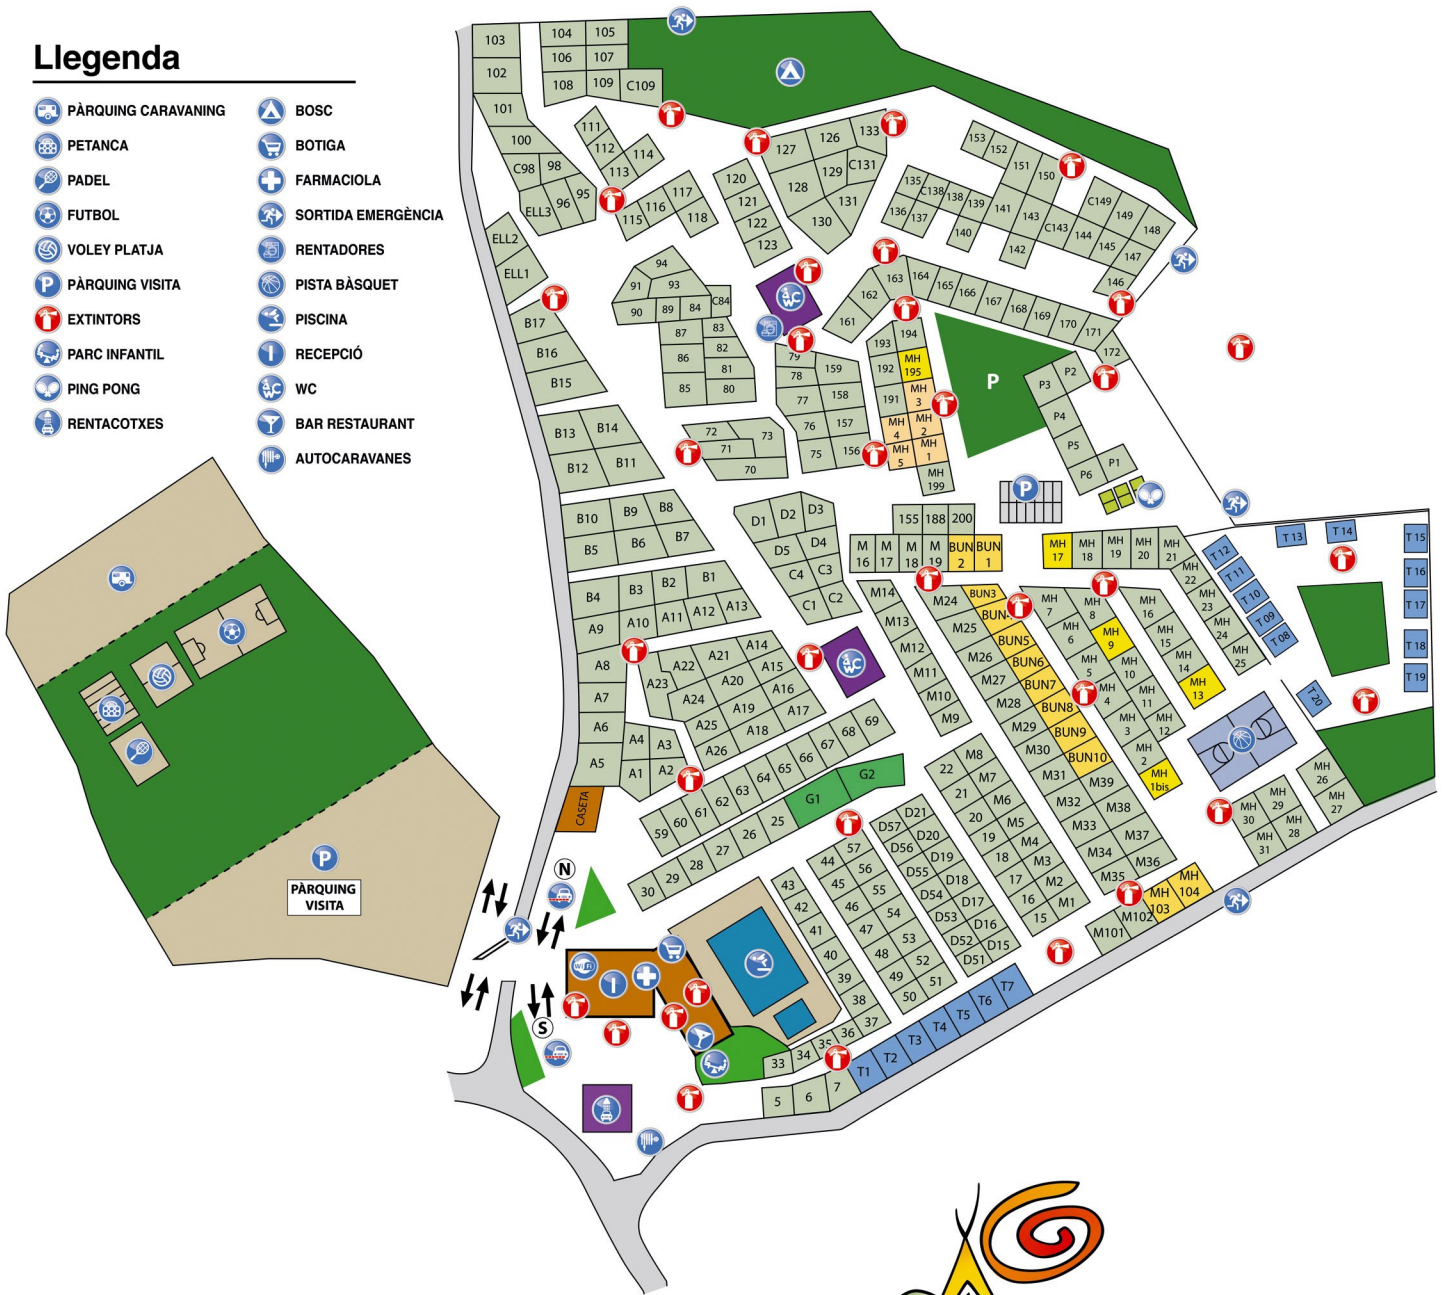 Llegenda
PÀRQUING CARAVANING
PETANCA
PADEL
FUTBOL
VOLEY PLATJA
PÀRQUING VISITA
EXTINTORS
PARC INFANTIL
PING PONG
RENTACOTXES
BOSC
BOTIGA
FARMACIOLA
SORTIDA EMERGÈNCIA
RENTADORES
PISTA BÀSQUET
PISCINA
RECEPCIÓ
WC
BAR RESTAURANT
AUTOCARAVANES
103
104 105
106 107
102
108 109 C109
101
100
C98 98
ELL3 96 95
111
112
113
114
115 116 117
118
120
121
122
123
127 126 133
128 129 C131
130 131
153 152 151 150
135 C138 138 139 141 143 C143 144 145 146
136 137 140 142
C149 149 148
147
ELL2
ELL1
94
91 93
90 89 84 C84
87 83
86 82
81
85 80
WC
161 162 163 164 165 166 167 168 169 170 171 172
B17
B16
B15
193 194
192 MH 195
191 MH 3
MH 4 MH 2
MH 5 MH 1
MH 199
79
78 159
77 158
76 157
75 156
P
P2
P3
P4
P5
P6 P1
B13 B14
B12 B11
72 73
71
70
P
B10 B9 B8
B5 B6 B7
D1 D2 D3
D5 D4
C4 C3
C1 C2
155 188 200
M 16 M 17 M 18 M 19 BUN 2 BUN 1
MH 17 MH 18 MH 19 MH 20 MH 21
MH 22
MH 23
MH 24
MH 25
T 13 T 14 T 15
T 16
T 17
T 18
T 19
T 20
T 12
T 11
T 10
T 09
T 08
B4 B3 B2 B1
A9 A10 A11 A12 A13
A8
A7
A6
A5
A4 A3
A1 A2
A22 A21 A14
A23 A20 A15
A24 A19 A16
A25 A18 A17
A26
WC
M14
M13
M12
M11
M10
M9
M24
M25
M26
M27
M28
M29
M30
M31
M32
M33
M34
M35
BUN3
BUN4
BUN5
BUN6
BUN7
BUN8
BUN9
BUN10
M39
M38
M37
M36
MH 7
MH 6
MH 5
MH 4
MH 3
MH 2
MH 1bis
MH 8
MH 9
MH 10
MH 11
MH 12
MH 16
MH 15
MH 14
MH 13
CASETA
59 60 61 62 63 64 65 66 67 68 69
30 29 28 27 26 25 G1 G2
22 M8
21 M7
20 M6
19 M5
18 M4
17 M3
16 M2
15 M1
D57 D21
D56 D20
D55 D19
D54 D18
D53 D17
D52 D16
D51 D15
44 57
45 56
46 55
47 54
48 53
49 52
50 51
43
42
41
40
39
38
37
36
35
34
33
MH 26
MH 27
MH 30 MH 29
MH 31 MH 28
M101 M102 MH 103 MH 104
P
PÀRQUING
VISITA
N
wifi
I
S
5 6 7 T1 T2 T3 T4 T5 T6 T7